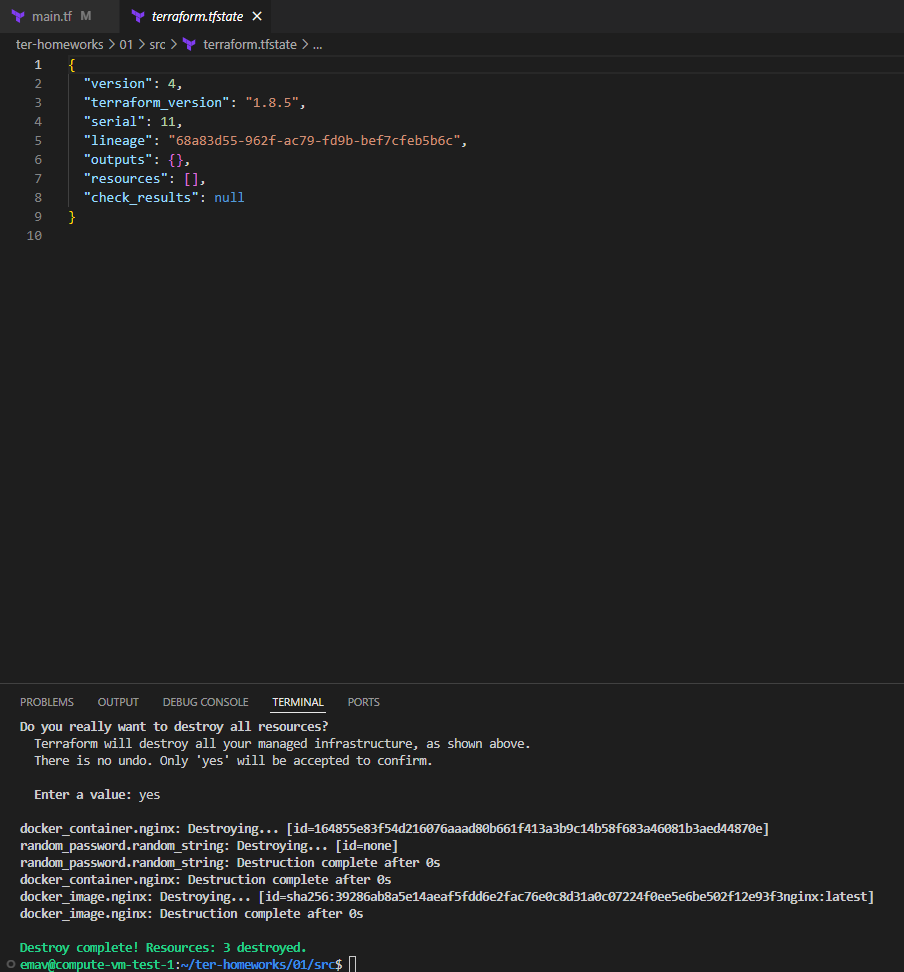 main.tf M terraform.tfstate
ter-homeworks > 01 > src > terraform.tfstate > ...
1 {
2 "version": 4,
3 "terraform_version": "1.8.5",
4 "serial": 11,
5 "lineage": "68a83d55-962f-ac79-fd9b-bef7cfeb5b6c",
6 "outputs": {},
7 "resources": [],
8 "check_results": null
9 }
10
PROBLEMS OUTPUT DEBUG CONSOLE TERMINAL PORTS
Do you really want to destroy all resources?
Terraform will destroy all your managed infrastructure, as shown above.
There is no undo. Only 'yes' will be accepted to confirm.
Enter a value: yes
docker_container.nginx: Destroying... [id=164855e83f54d216076aaad80b661f413a3b9c14b58f683a46081b3aed44870e]
random_password.random_string: Destroying... [id=none]
random_password.random_string: Destruction complete after 0s
docker_container.nginx: Destruction complete after 0s
docker_image.nginx: Destroying... [id=sha256:39286ab8a5e14aeaf5fdd6e2fac76e0c8d31a0c07224f0ee5e6be502f12e93f3nginx:latest]
docker_image.nginx: Destruction complete after 0s
Destroy complete! Resources: 3 destroyed.
emav@compute-vm-test-1:~/ter-homeworks/01/src$